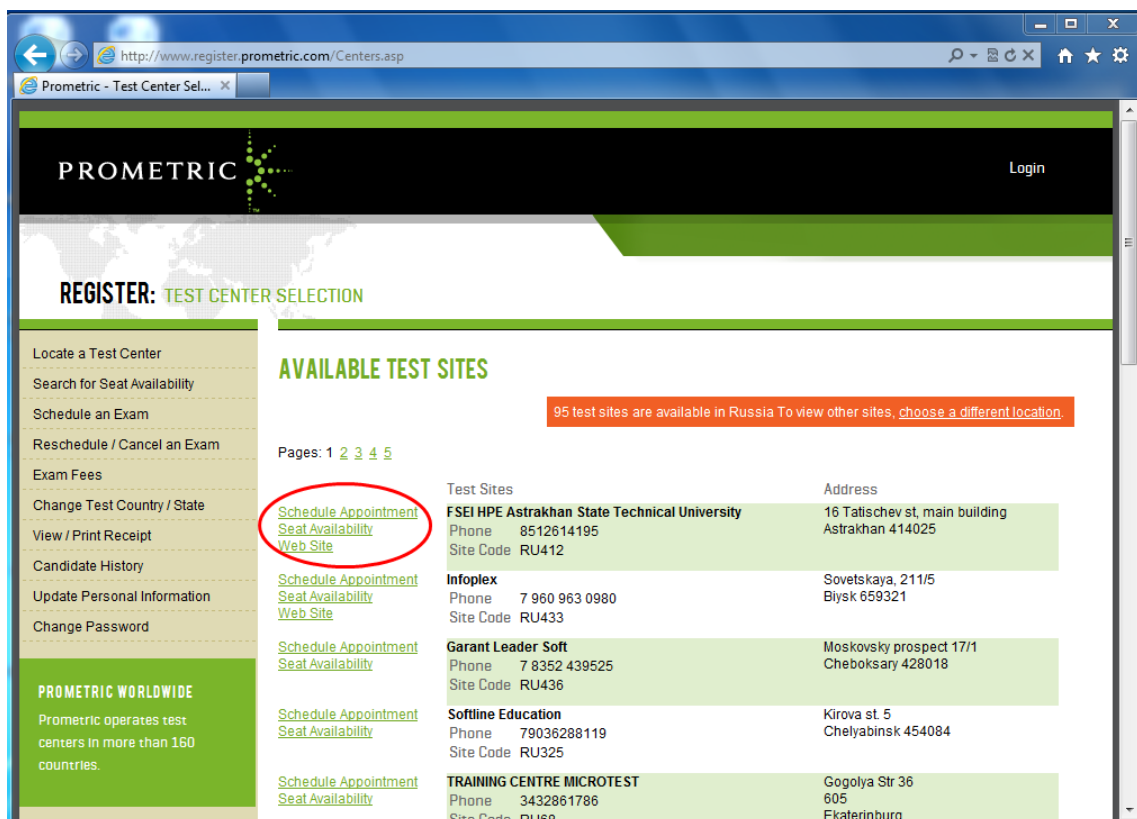 http://www.register.prometric.com/Centers.asp
Prometric - Test Center Sel...
PROMETRIC
TM
Login
REGISTER: TEST CENTER SELECTION
Locate a Test Center
Search for Seat Availability
Schedule an Exam
Reschedule / Cancel an Exam
Exam Fees
Change Test Country / State
View / Print Receipt
Candidate History
Update Personal Information
Change Password
PROMETRIC WORLDWIDE
Prometric operates test
centers in more than 160
countries.
AVAILABLE TEST SITES
95 test sites are available in Russia To view other sites, choose a different location.
Pages: 1 2 3 4 5
Test Sites Address
Schedule Appointment FSEI HPE Astrakhan State Technical University 16 Tatischev st, main building
Seat Availability Phone 8512614195 Astrakhan 414025
Web Site Site Code RU412
Schedule Appointment Infoplex Sovetskaya, 211/5
Seat Availability Phone 7 960 963 0980 Biysk 659321
Web Site Site Code RU433
Schedule Appointment Garant Leader Soft Moskovsky prospect 17/1
Seat Availability Phone 7 8352 439525 Cheboksary 428018
Site Code RU436
Schedule Appointment Softline Education Kirova st. 5
Seat Availability Phone 79036288119 Chelyabinsk 454084
Site Code RU325
Schedule Appointment TRAINING CENTRE MICROTEST Gogolya Str 36
Seat Availability Phone 3432861786 605
Site Code RU68 Ekaterinburg